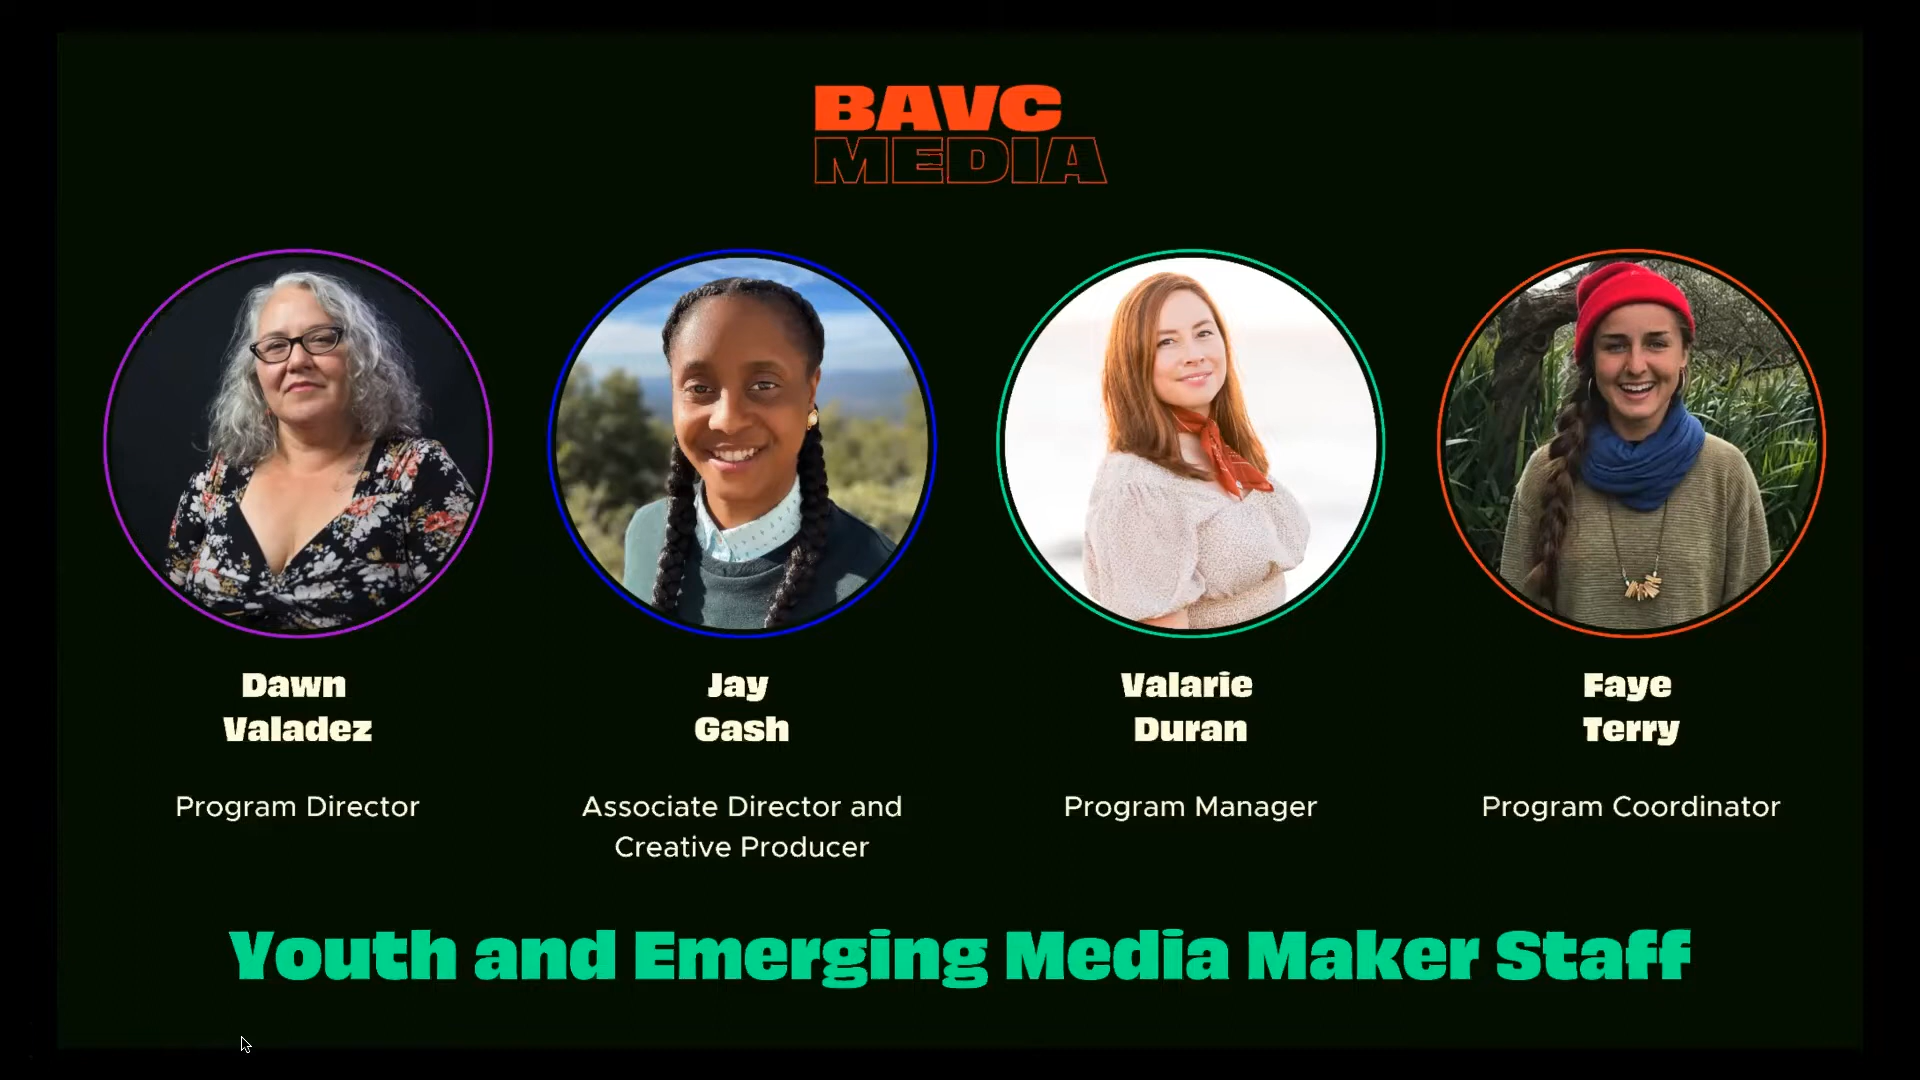 BAVC
MEDIA
Dawn
Valadez
Program Director
Jay
Gash
Associate Director and
Creative Producer
Valarie
Duran
Program Manager
Faye
Terry
Program Coordinator
Youth and Emerging Media Maker Staff